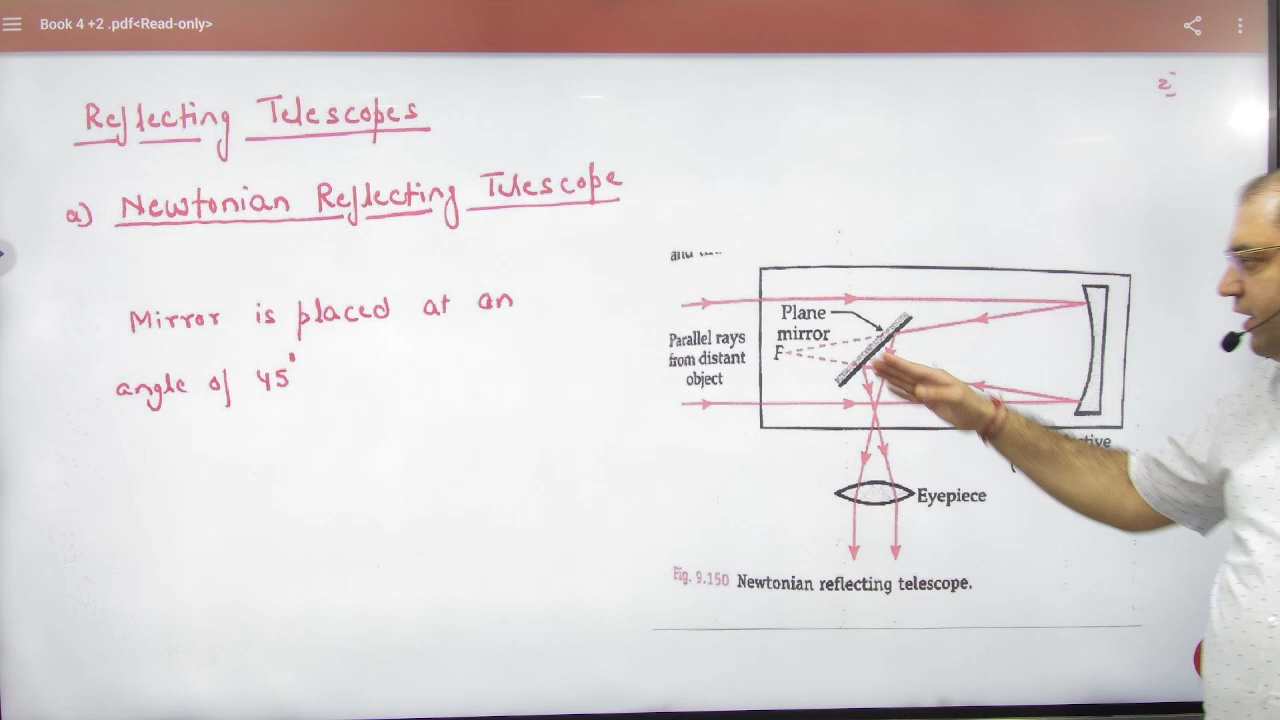 Book 4 +2 .pdf<Read-only>
Reflecting Telescopes
a) Newtonian Reflecting Telescope
Mirror is placed at an
angle of 45°
Plane
mirror
F
Parallel rays
from distant
object
Eyepiece
Fig. 9.150 Newtonian reflecting telescope.